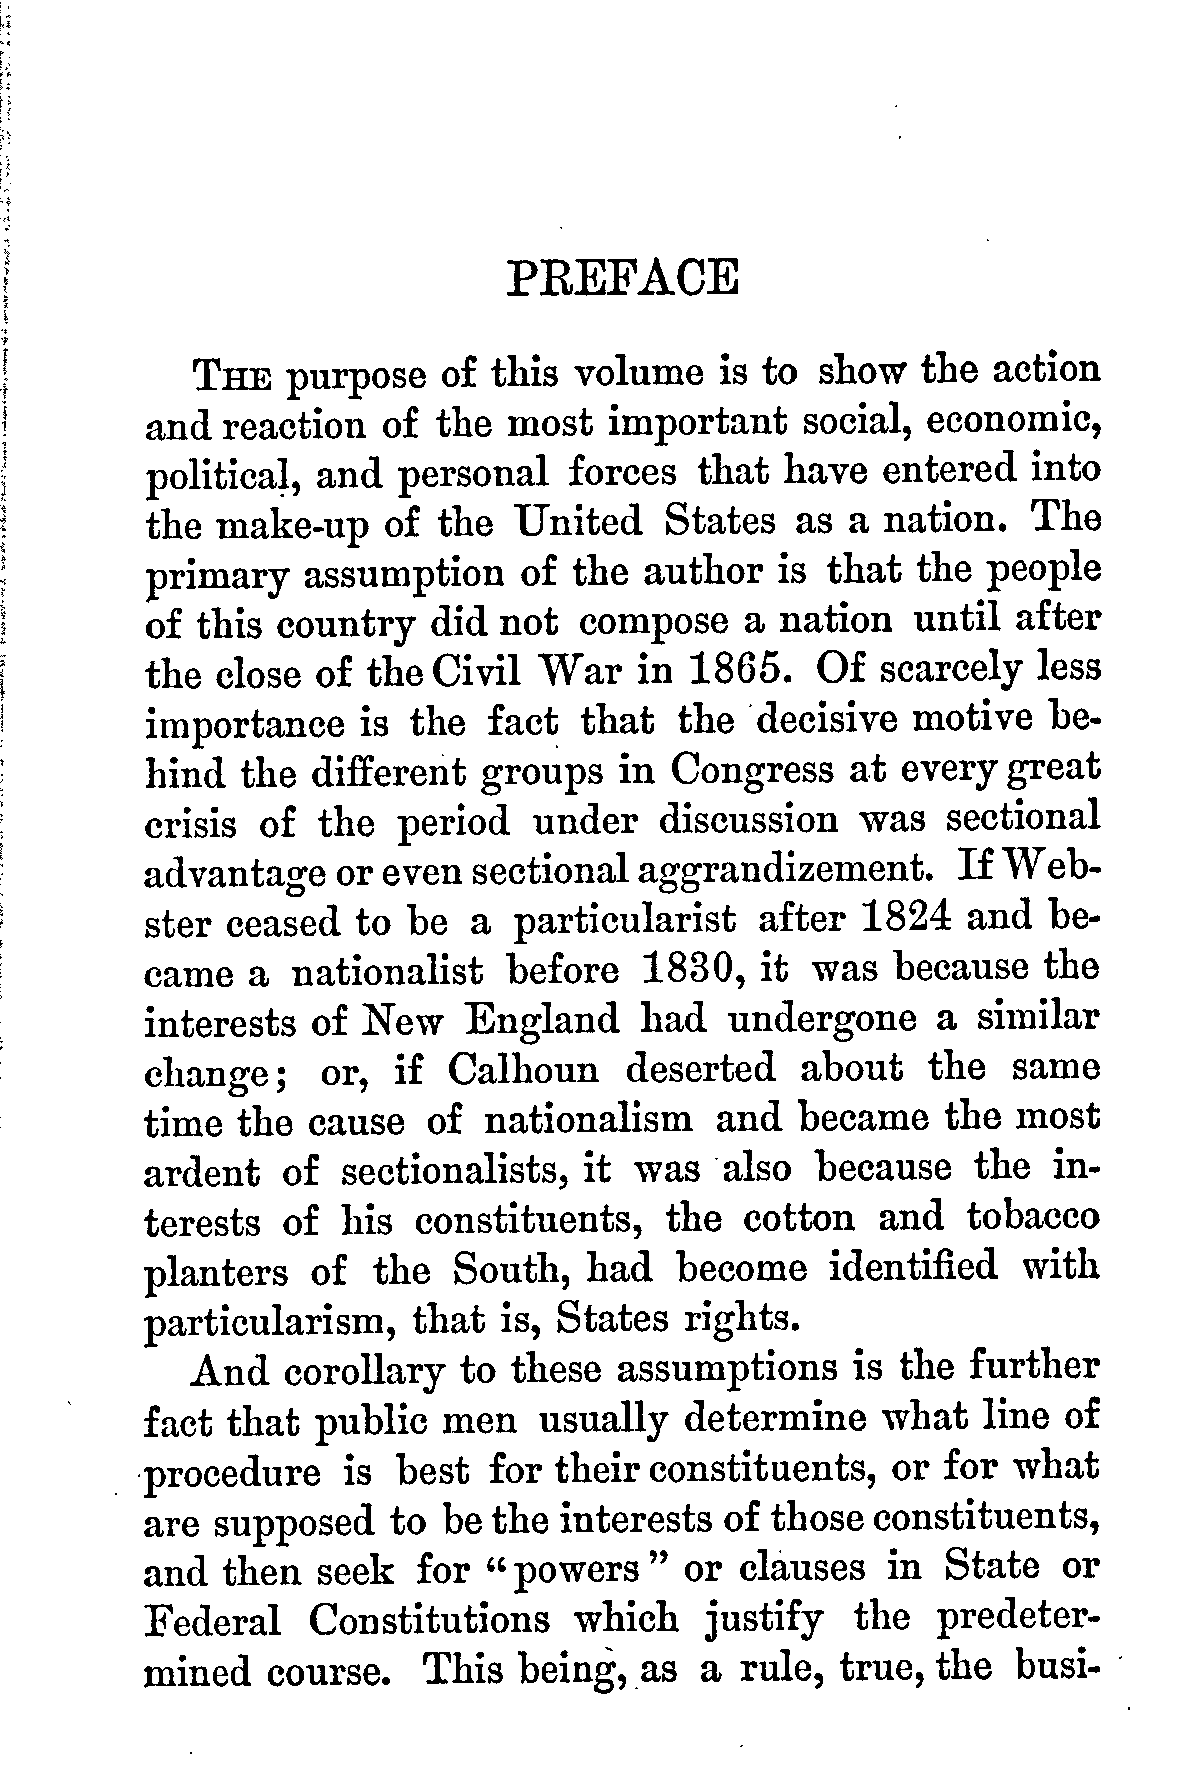 PREFACE
THE purpose of this volume is to show the action
and reaction of the most important social, economic,
political, and personal forces that have entered into
the make-up of the United States as a nation. The
primary assumption of the author is that the people
of this country did not compose a nation until after
the close of the Civil War in 1865. Of scarcely less
importance is the fact that the decisive motive be-
hind the different groups in Congress at every great
crisis of the period under discussion was sectional
advantage or even sectional aggrandizement. If Web-
ster ceased to be a particularist after 1824 and be-
came a nationalist before 1830, it was because the
interests of New England had undergone a similar
change; or, if Calhoun deserted about the same
time the cause of nationalism and became the most
ardent of sectionalists, it was also because the in-
terests of his constituents, the cotton and tobacco
planters of the South, had become identified with
particularism, that is, States rights.
And corollary to these assumptions is the further
fact that public men usually determine what line of
procedure is best for their constituents, or for what
are supposed to be the interests of those constituents,
and then seek for "powers" or clauses in State or
Federal Constitutions which justify the predeter-
mined course. This being, as a rule, true, the busi-